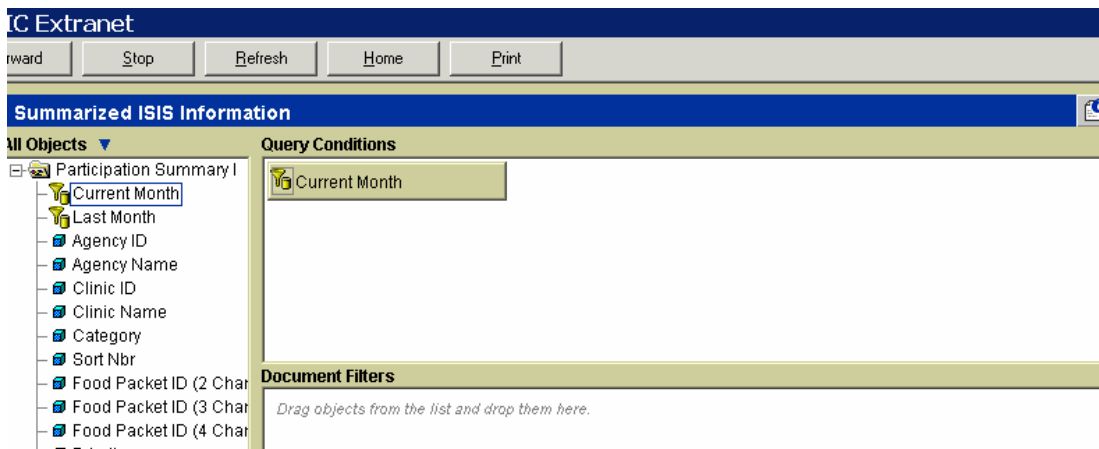 IC Extranet
rward Stop Refresh Home Print
Summarized ISIS Information
All Objects Query Conditions
Participation Summary I
Current Month
Last Month
Agency ID
Agency Name
Clinic ID
Clinic Name
Category
Sort Nbr
Food Packet ID (2 Char
Food Packet ID (3 Char
Food Packet ID (4 Char
Current Month
Document Filters
Drag objects from the list and drop them here.